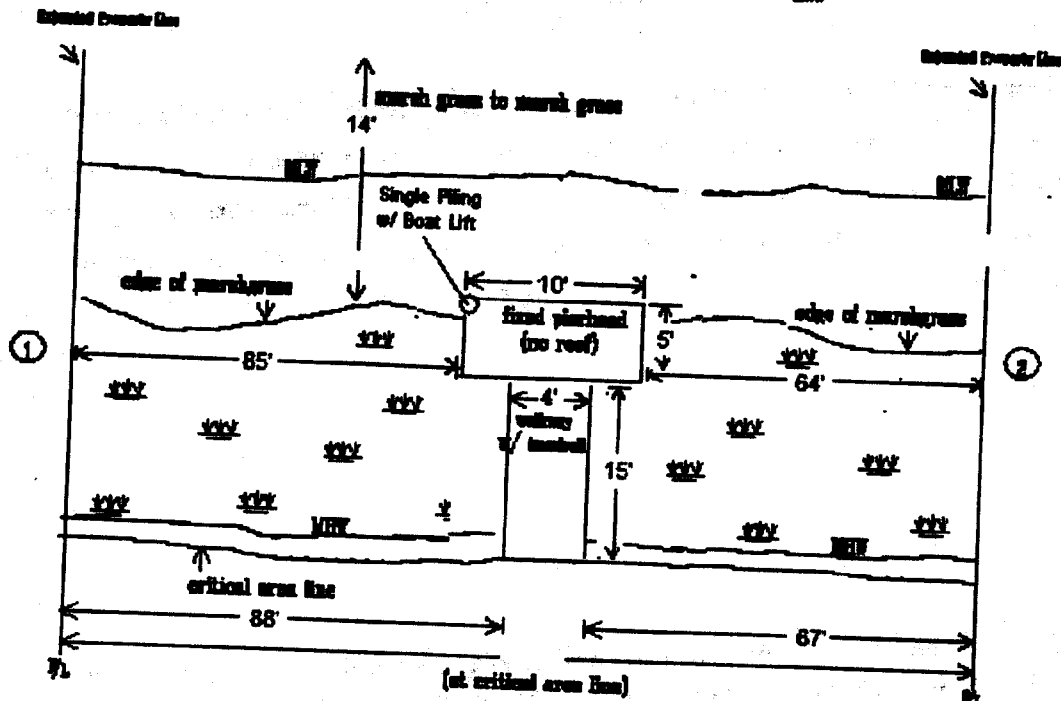 Extended Property Line
Extended Property Line
marsh grass to marsh grass
14'
MLW
MLW
Single Piling
w/ Boat Lift
10'
edge of marshgrass
fixed pierhead
(no roof)
5'
edge of marshgrass
1
85'
64'
2
4'
walkway
w/ handrail
15'
MHW
MHW
critical area line
88'
67'
P/L
(at critical area line)